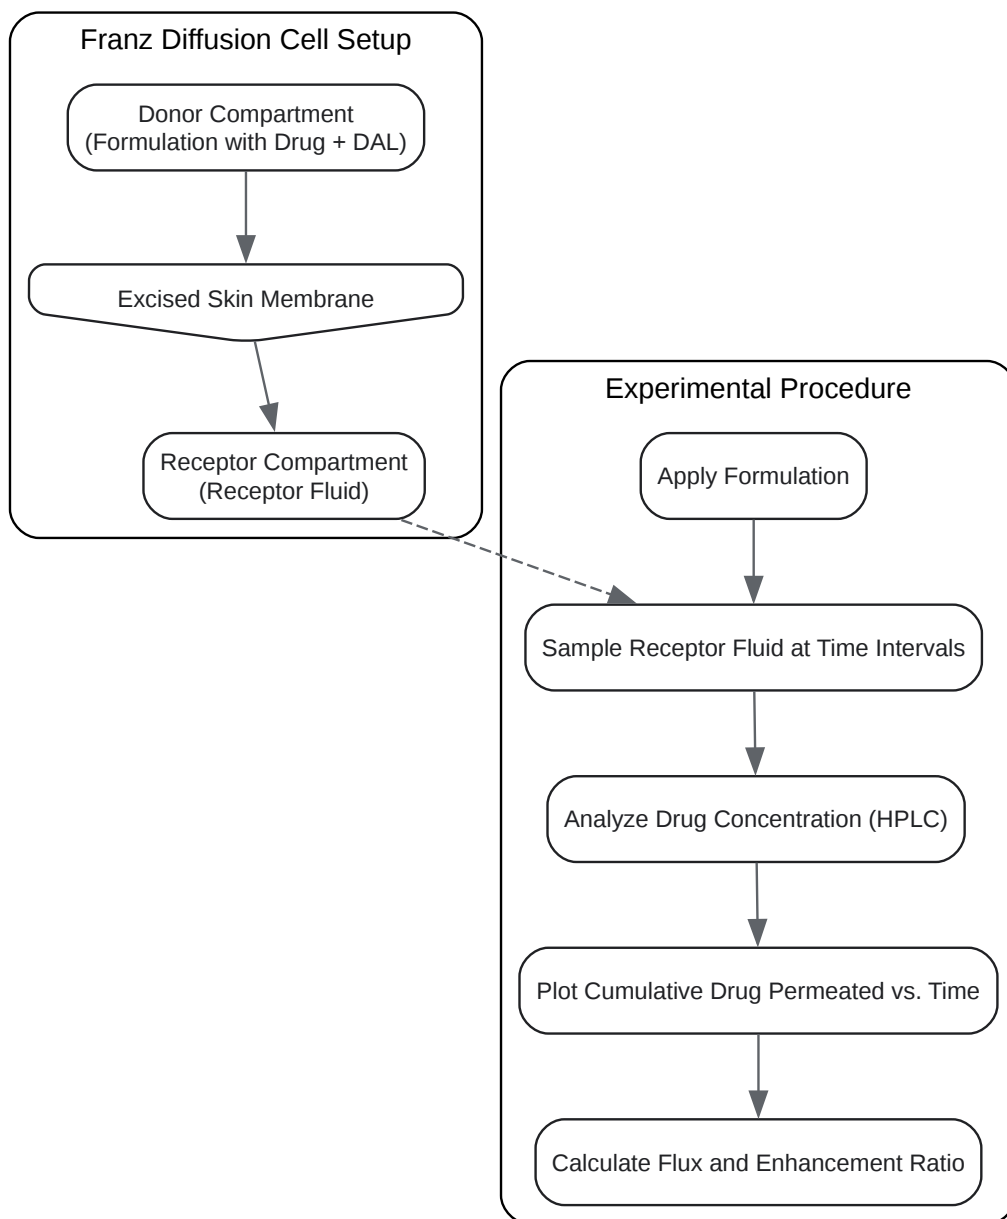 Franz Diffusion Cell Setup
Donor Compartment
(Formulation with Drug + DAL)
Excised Skin Membrane
Receptor Compartment
(Receptor Fluid)
Experimental Procedure
Apply Formulation
Sample Receptor Fluid at Time Intervals
Analyze Drug Concentration (HPLC)
Plot Cumulative Drug Permeated vs. Time
Calculate Flux and Enhancement Ratio